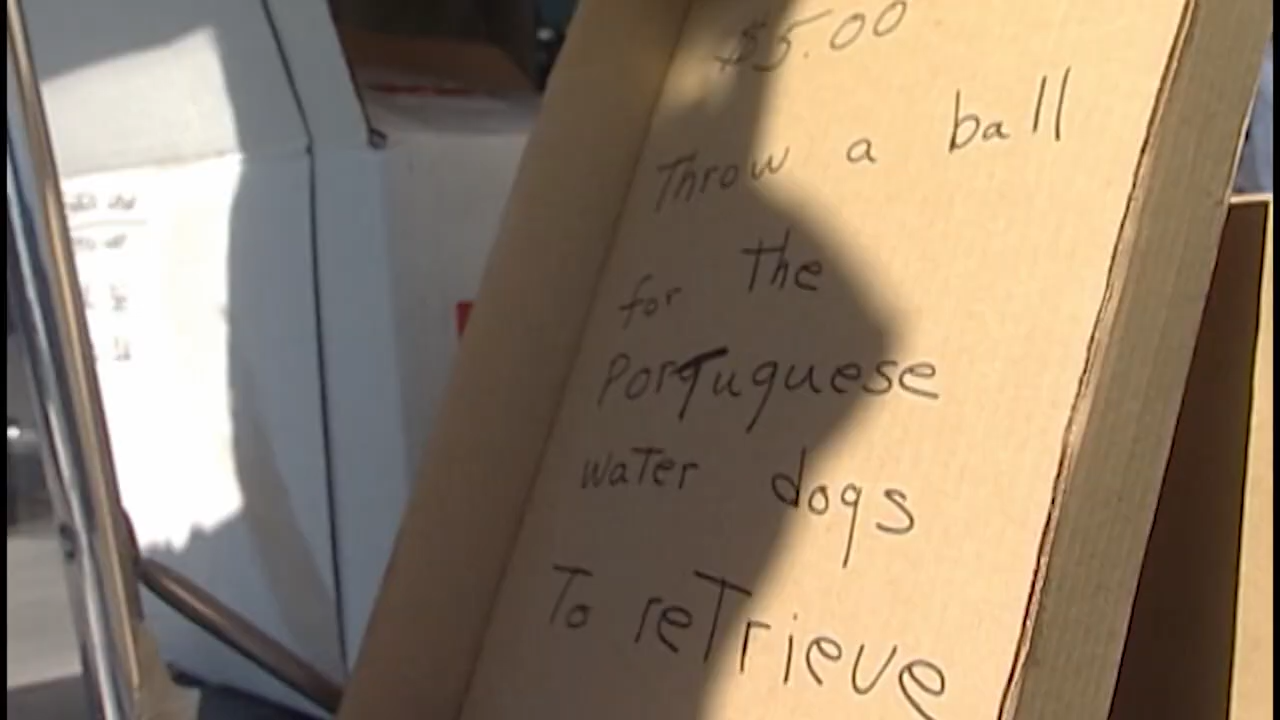 $5.00
Throw a ball
for the
Portuguese
water dogs
To retrieve